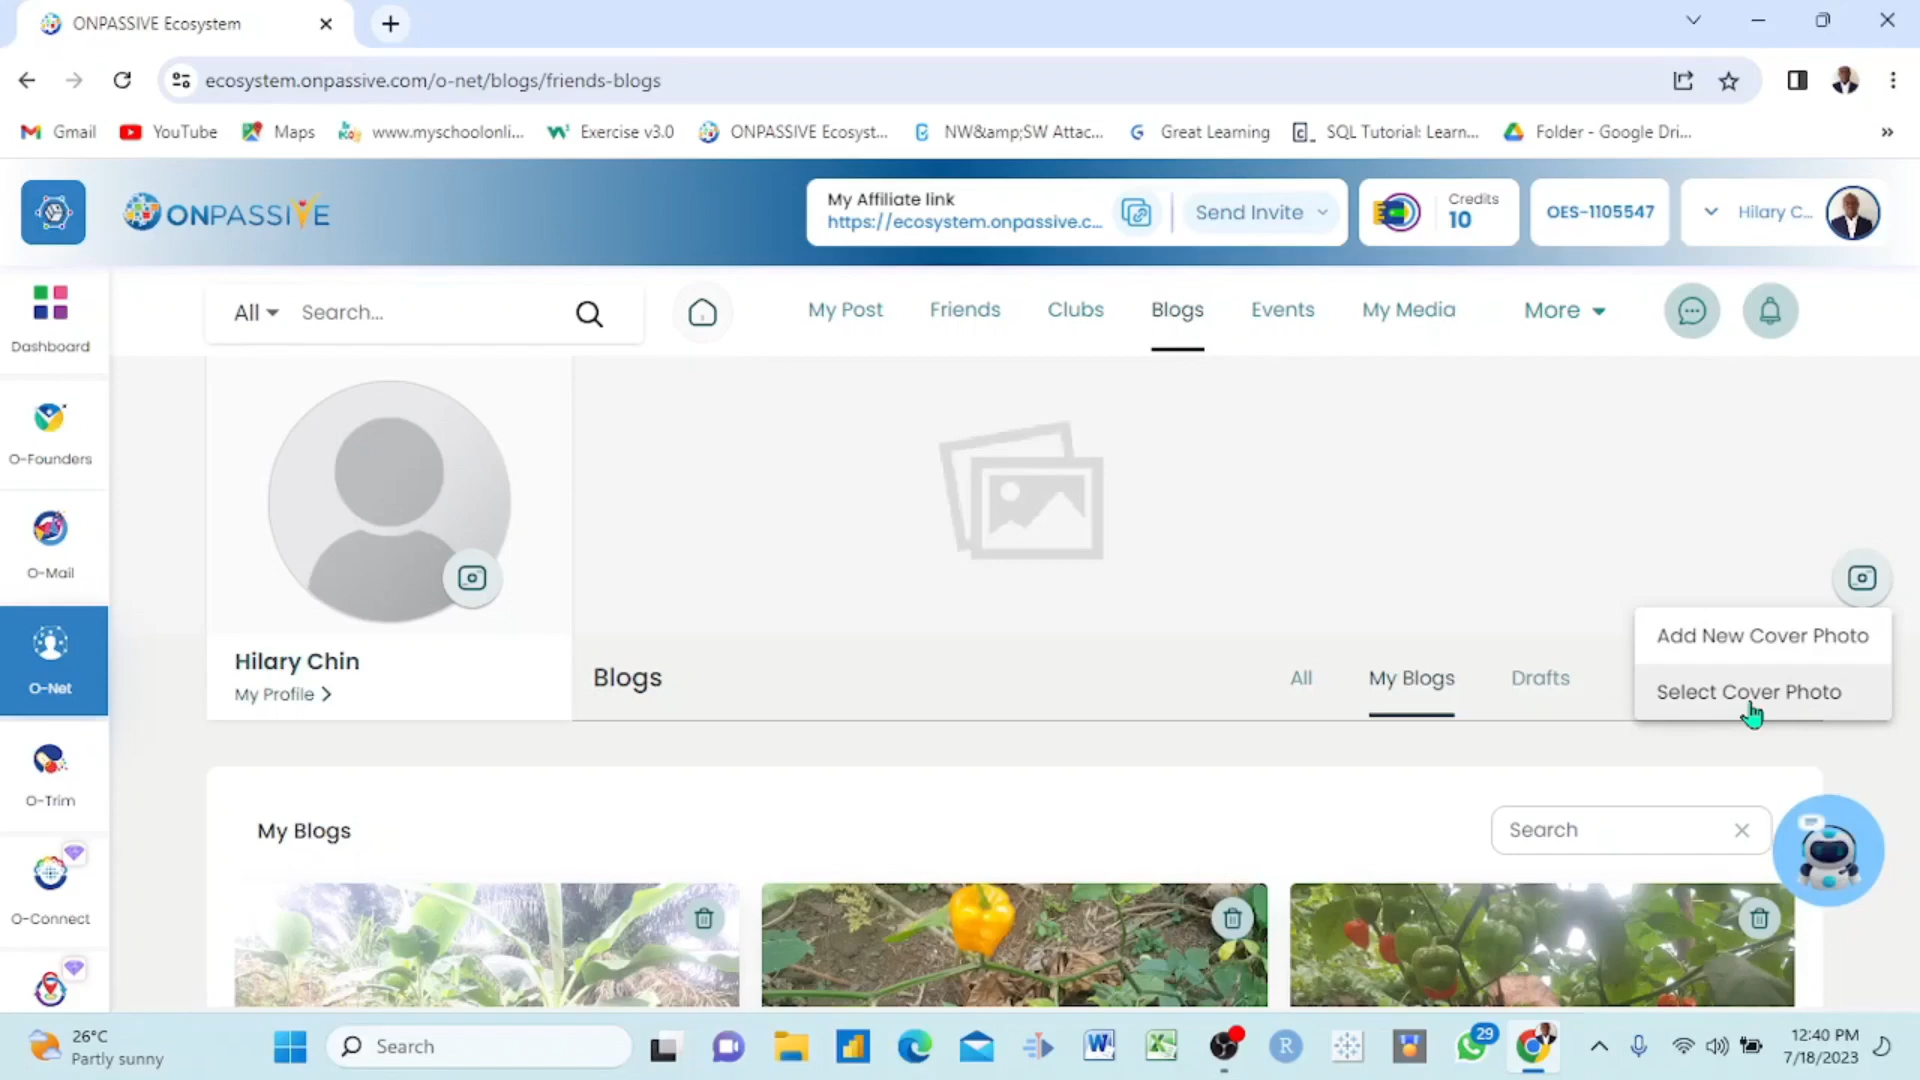 ONPASSIVE Ecosystem
ecosystem.onpassive.com/o-net/blogs/friends-blogs
Gmail
YouTube
Maps
www.myschoolonli...
Exercise v3.0
ONPASSIVE Ecosyst...
NW&amp;SW Attac...
Great Learning
SQL Tutorial: Learn...
Folder - Google Dri...
ONPASSIVE
My Affiliate link
https://ecosystem.onpassive.c...
Send Invite
Credits
10
OES-1105547
Hilary C...
Dashboard
O-Founders
O-Mail
O-Net
O-Trim
O-Connect
All
Search...
My Post
Friends
Clubs
Blogs
Events
My Media
More
Hilary Chin
My Profile
Blogs
All
My Blogs
Drafts
Add New Cover Photo
Select Cover Photo
My Blogs
Search
26°C
Partly sunny
Search
29
12:40 PM
7/18/2023